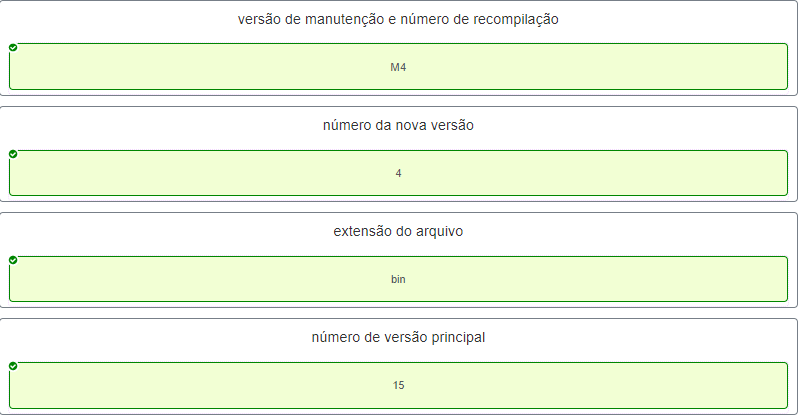 versão de manutenção e número de recompilação
M4
número da nova versão
4
extensão do arquivo
bin
número de versão principal
15